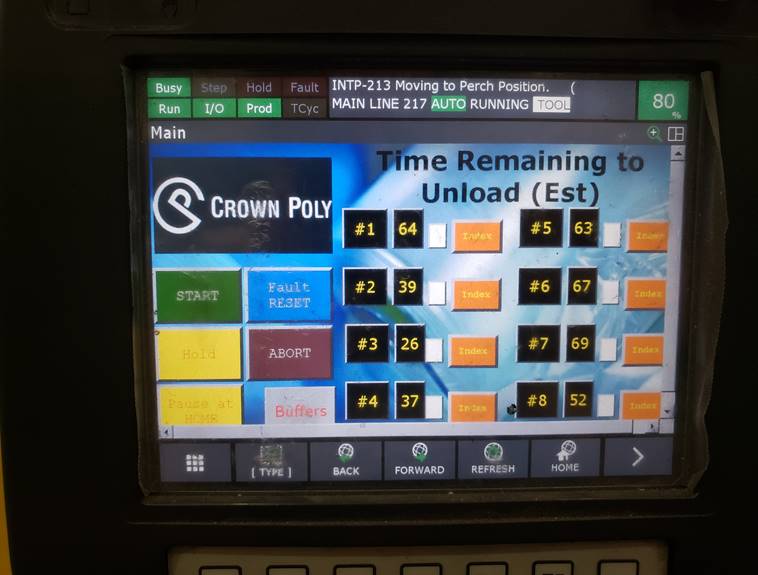 Busy Step Hold Fault INTP-213 Moving to Perch Position. (
Run I/O Prod TCyc MAIN LINE 217 AUTO RUNNING TOOL 80 %
Main
Time Remaining to
Unload (Est)
CROWN POLY
#1 64 Index #5 63 Index
START Fault RESET #2 39 Index #6 67 Index
Hold ABORT #3 26 Index #7 69 Index
Pause at HOME Buffers #4 37 Index #8 52 Index
[ TYPE ] BACK FORWARD REFRESH HOME